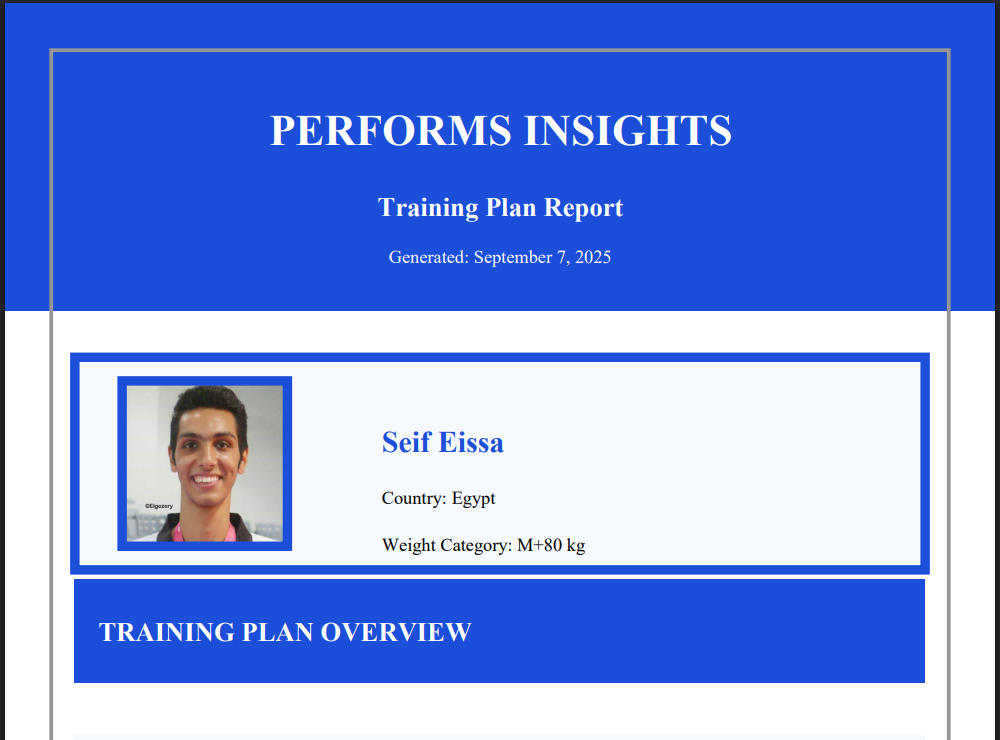 PERFORMS INSIGHTS
Training Plan Report
Generated: September 7, 2025
Seif Eissa
Country: Egypt
©Elgozery
Weight Category: M+80 kg
TRAINING PLAN OVERVIEW